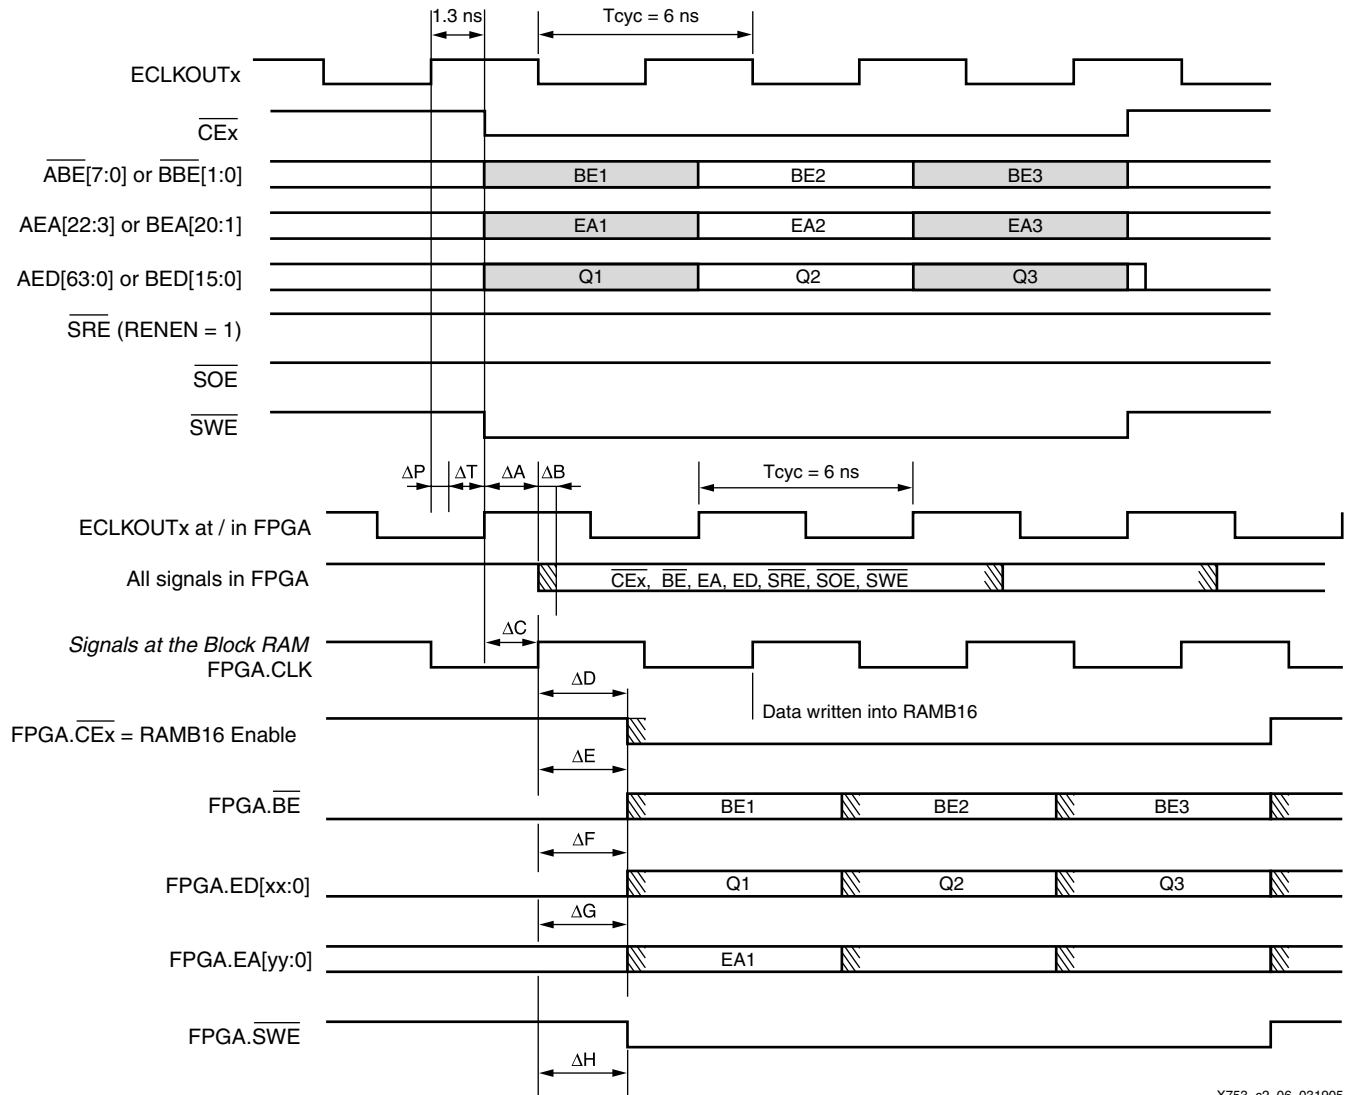 1.3 ns
Tcyc = 6 ns
ECLKOUTx
CEx
ABE[7:0] or BBE[1:0]
BE1 BE2 BE3
AEA[22:3] or BEA[20:1]
EA1 EA2 EA3
AED[63:0] or BED[15:0]
Q1 Q2 Q3
SRE (RENEN = 1)
SOE
SWE
ΔP ΔT ΔA ΔB
Tcyc = 6 ns
ECLKOUTx at / in FPGA
All signals in FPGA
CEx, BE, EA, ED, SRE, SOE, SWE
ΔC
Signals at the Block RAM
FPGA.CLK
ΔD
Data written into RAMB16
FPGA.CEx = RAMB16 Enable
ΔE
FPGA.BE
BE1 BE2 BE3
ΔF
FPGA.ED[xx:0]
Q1 Q2 Q3
ΔG
FPGA.EA[yy:0]
EA1
FPGA.SWE
ΔH